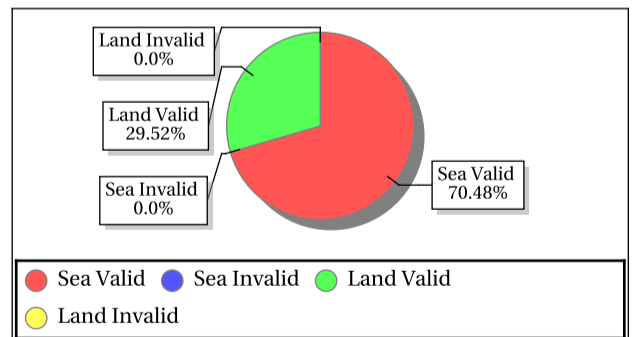 Land Invalid
0.0%
Land Valid
29.52%
Sea Invalid
0.0%
Sea Valid
70.48%
Sea Valid Sea Invalid Land Valid
Land Invalid